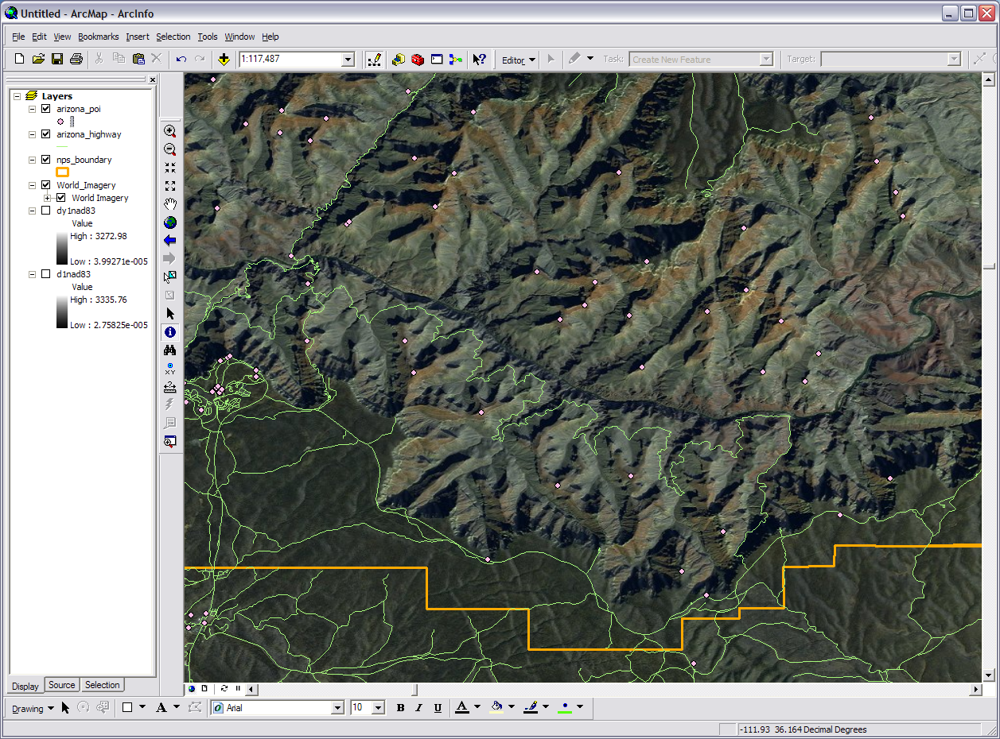 Untitled - ArcMap - ArcInfo
File Edit View Bookmarks Insert Selection Tools Window Help
1:117,487
Editor
Task: Create New Feature
Target:
Layers
arizona_poi
arizona_highway
nps_boundary
World_Imagery
World Imagery
dy1nad83
Value
High : 3272.98
Low : 3.99271e-005
d1nad83
Value
High : 3335.76
Low : 2.75825e-005
XY
Display Source Selection
Drawing
A
Arial
10
B I U A
-111.93 36.164 Decimal Degrees